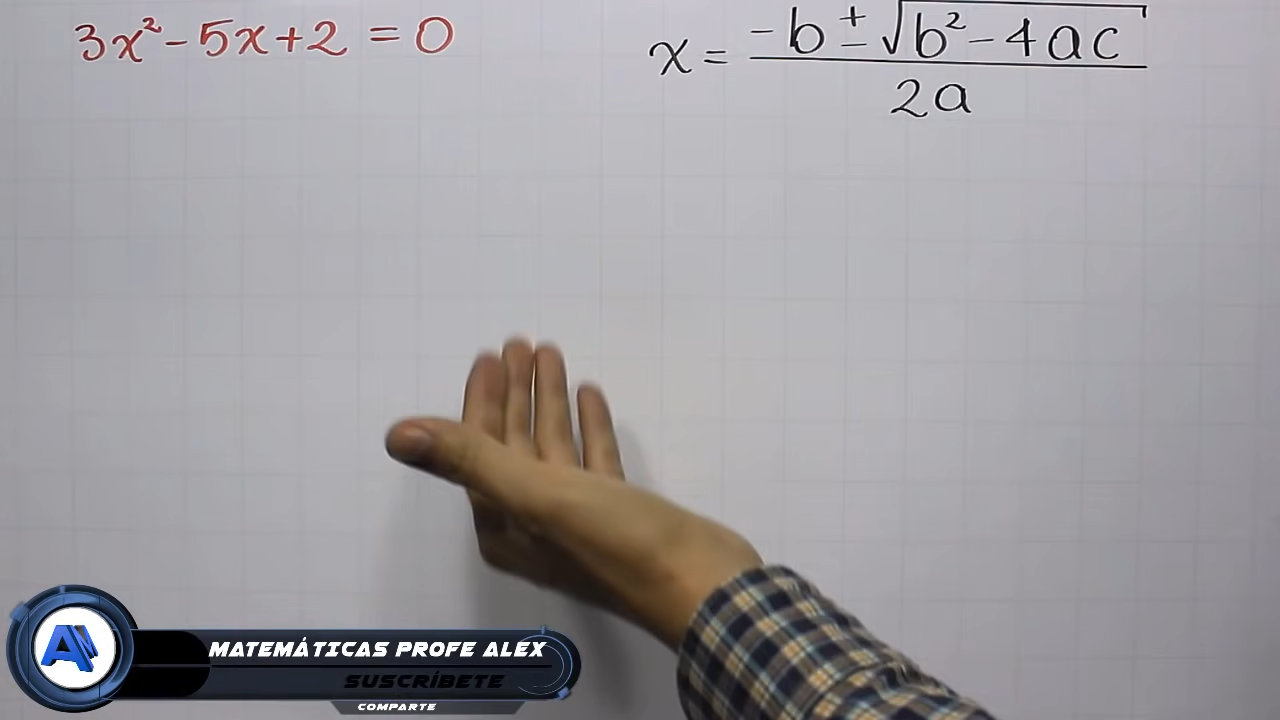 3x² - 5x + 2 = 0
x = -b ± √b² - 4ac
2a
MATEMÁTICAS PROFE ALEX
SUSCRÍBETE
COMPARTE